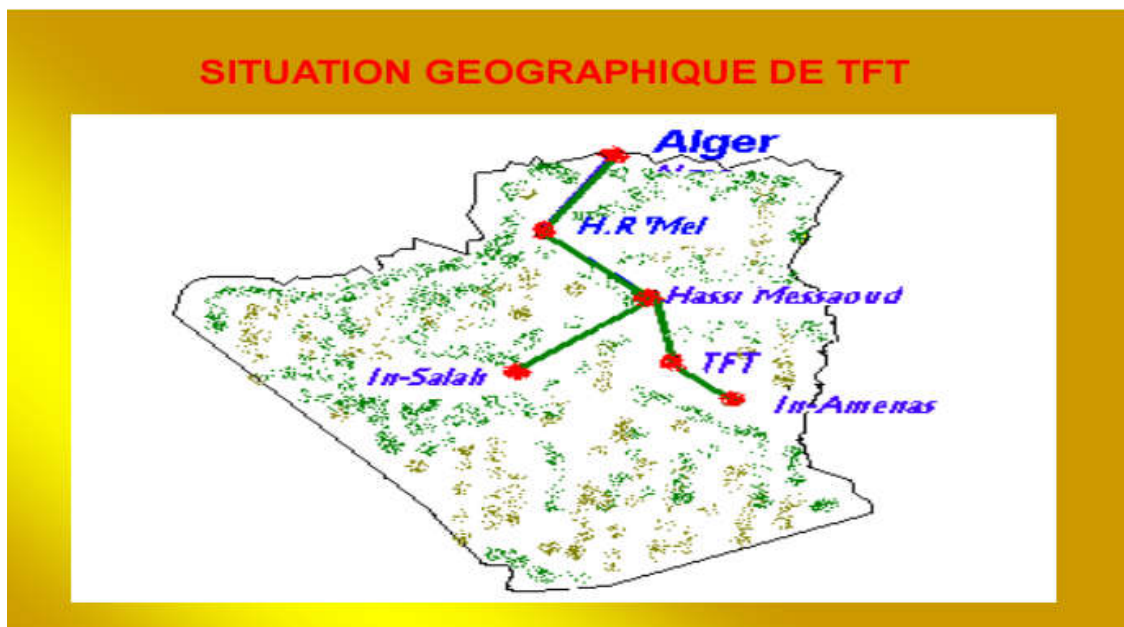 SITUATION GEOGRAPHIQUE DE TFT
Alger
H.R'Mel
Hassi Messaoud
TFT
In-Salah
In-Amenas